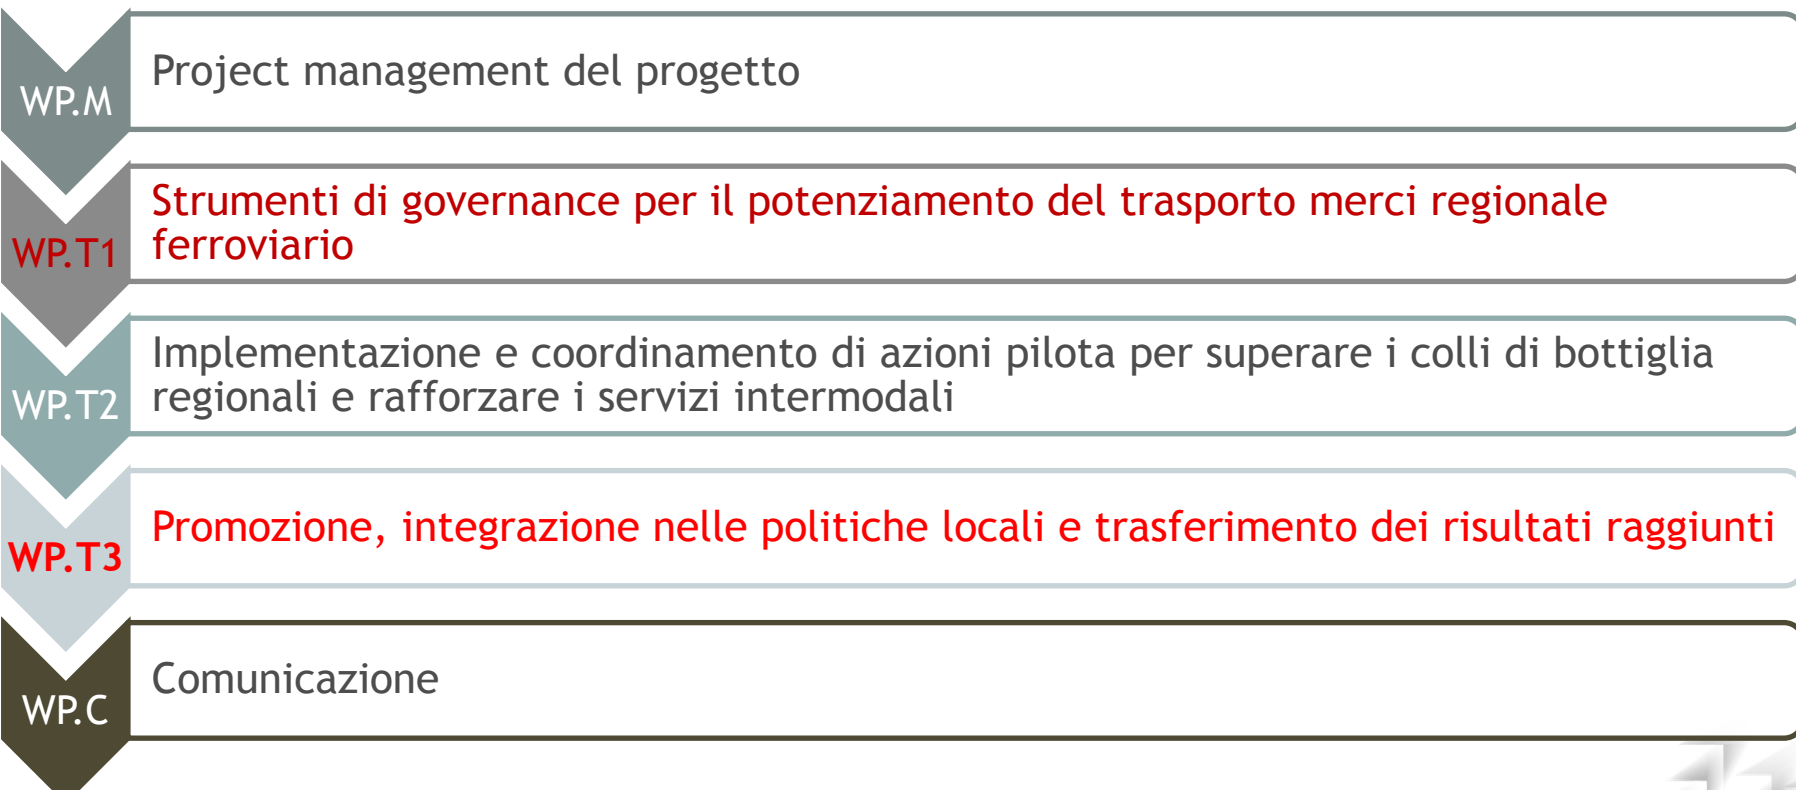 WP.M
Project management del progetto
WP.T1
Strumenti di governance per il potenziamento del trasporto merci regionale
ferroviario
WP.T2
Implementazione e coordinamento di azioni pilota per superare i colli di bottiglia
regionali e rafforzare i servizi intermodali
WP.T3
Promozione, integrazione nelle politiche locali e trasferimento dei risultati raggiunti
WP.C
Comunicazione